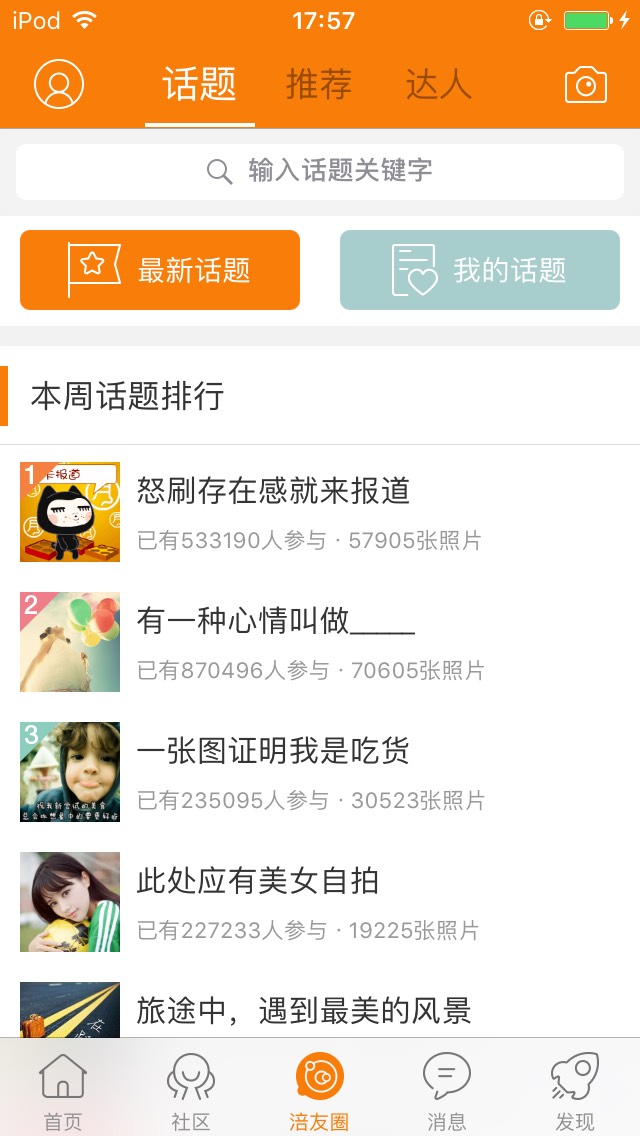 iPod 17:57
话题 推荐 达人
输入话题关键字
最新话题 我的话题
本周话题排行
1
卡报道
怒刷存在感就来报道
已有533190人参与 · 57905张照片
2
有一种心情叫做_____
已有870496人参与 · 70605张照片
3
一张图证明我是吃货
已有235095人参与 · 30523张照片
此处应有美女自拍
已有227233人参与 · 19225张照片
旅途中，遇到最美的风景
在
首页 社区 涪友圈 消息 发现